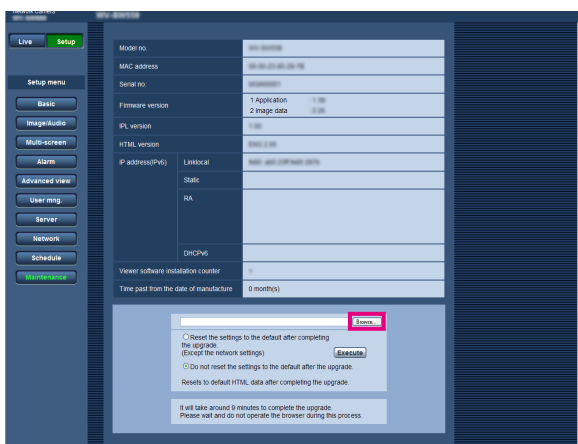 Network Camera
Live Setup
Setup menu
Basic
Image/Audio
Multi-screen
Alarm
Advanced view
User mng.
Server
Network
Schedule
Maintenance
Model no.
MAC address
Serial no.
Firmware version 1 Application
2 Image data
IPL version
HTML version
IP address(IPv6) Linklocal
Static
RA
DHCPv6
Viewer software installation counter
Time past from the date of manufacture 0 month(s)
Browse...
Reset the settings to the default after completing
the upgrade.
(Except the network settings) Execute
Do not reset the settings to the default after the upgrade.
Resets to default HTML data after completing the upgrade.
It will take around 9 minutes to complete the upgrade.
Please wait and do not operate the browser during this process.